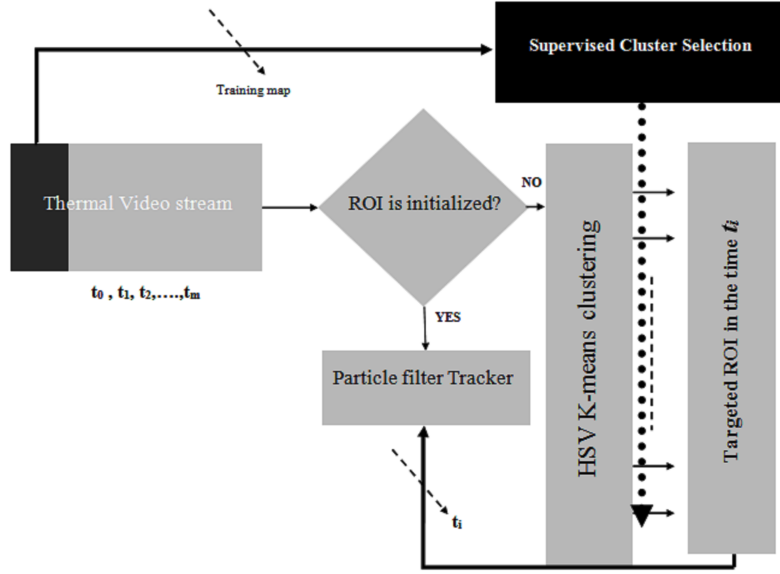 Supervised Cluster Selection
Training map
Thermal Video stream
t0 , t1, t2,....,tm
ROI is initialized?
NO
YES
Particle filter Tracker
ti
HSV K-means clustering
Targeted ROI in the time ti